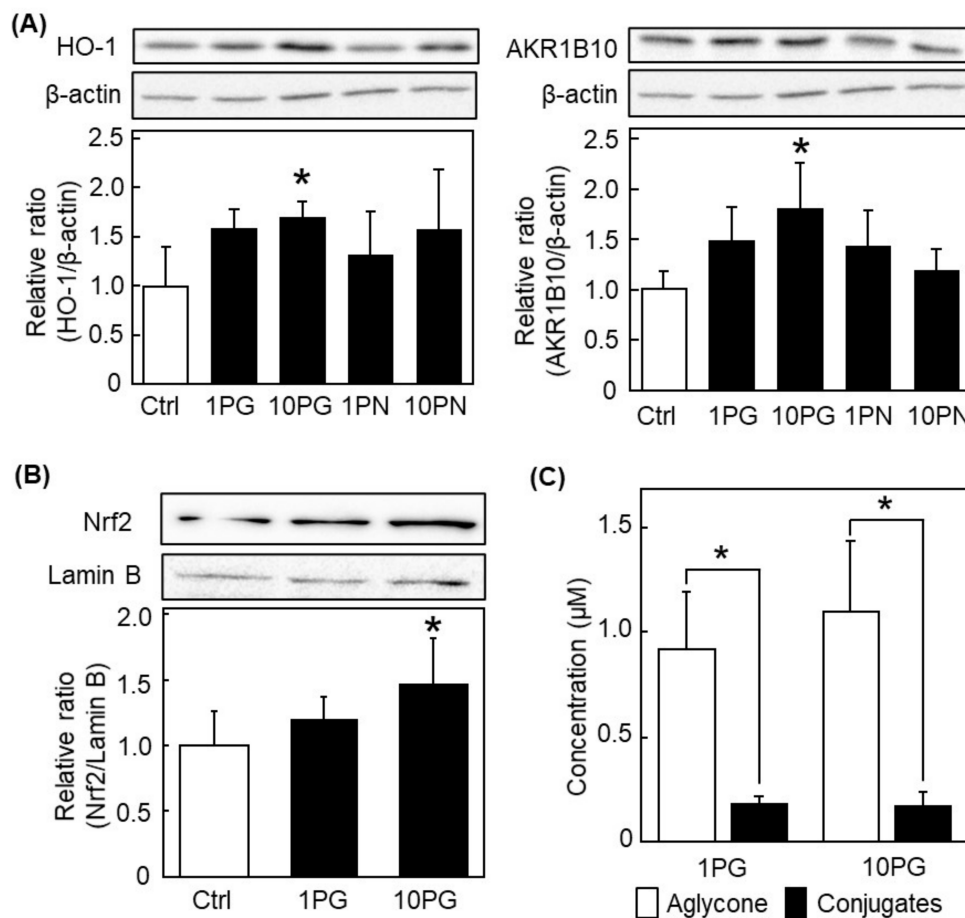 (A)
HO-1
β-actin
Relative ratio
(HO-1/β-actin)
2.5
2.0
1.5
1.0
0.5
0
*
Ctrl 1PG 10PG 1PN 10PN
AKR1B10
β-actin
Relative ratio
(AKR1B10/β-actin)
2.5
2.0
1.5
1.0
0.5
0
*
Ctrl 1PG 10PG 1PN 10PN
(B)
Nrf2
Lamin B
Relative ratio
(Nrf2/Lamin B)
2.0
1.5
1.0
0.5
0
*
Ctrl 1PG 10PG
(C)
Concentration (μM)
1.5
1.0
0.5
0
*
*
1PG 10PG
Aglycone Conjugates